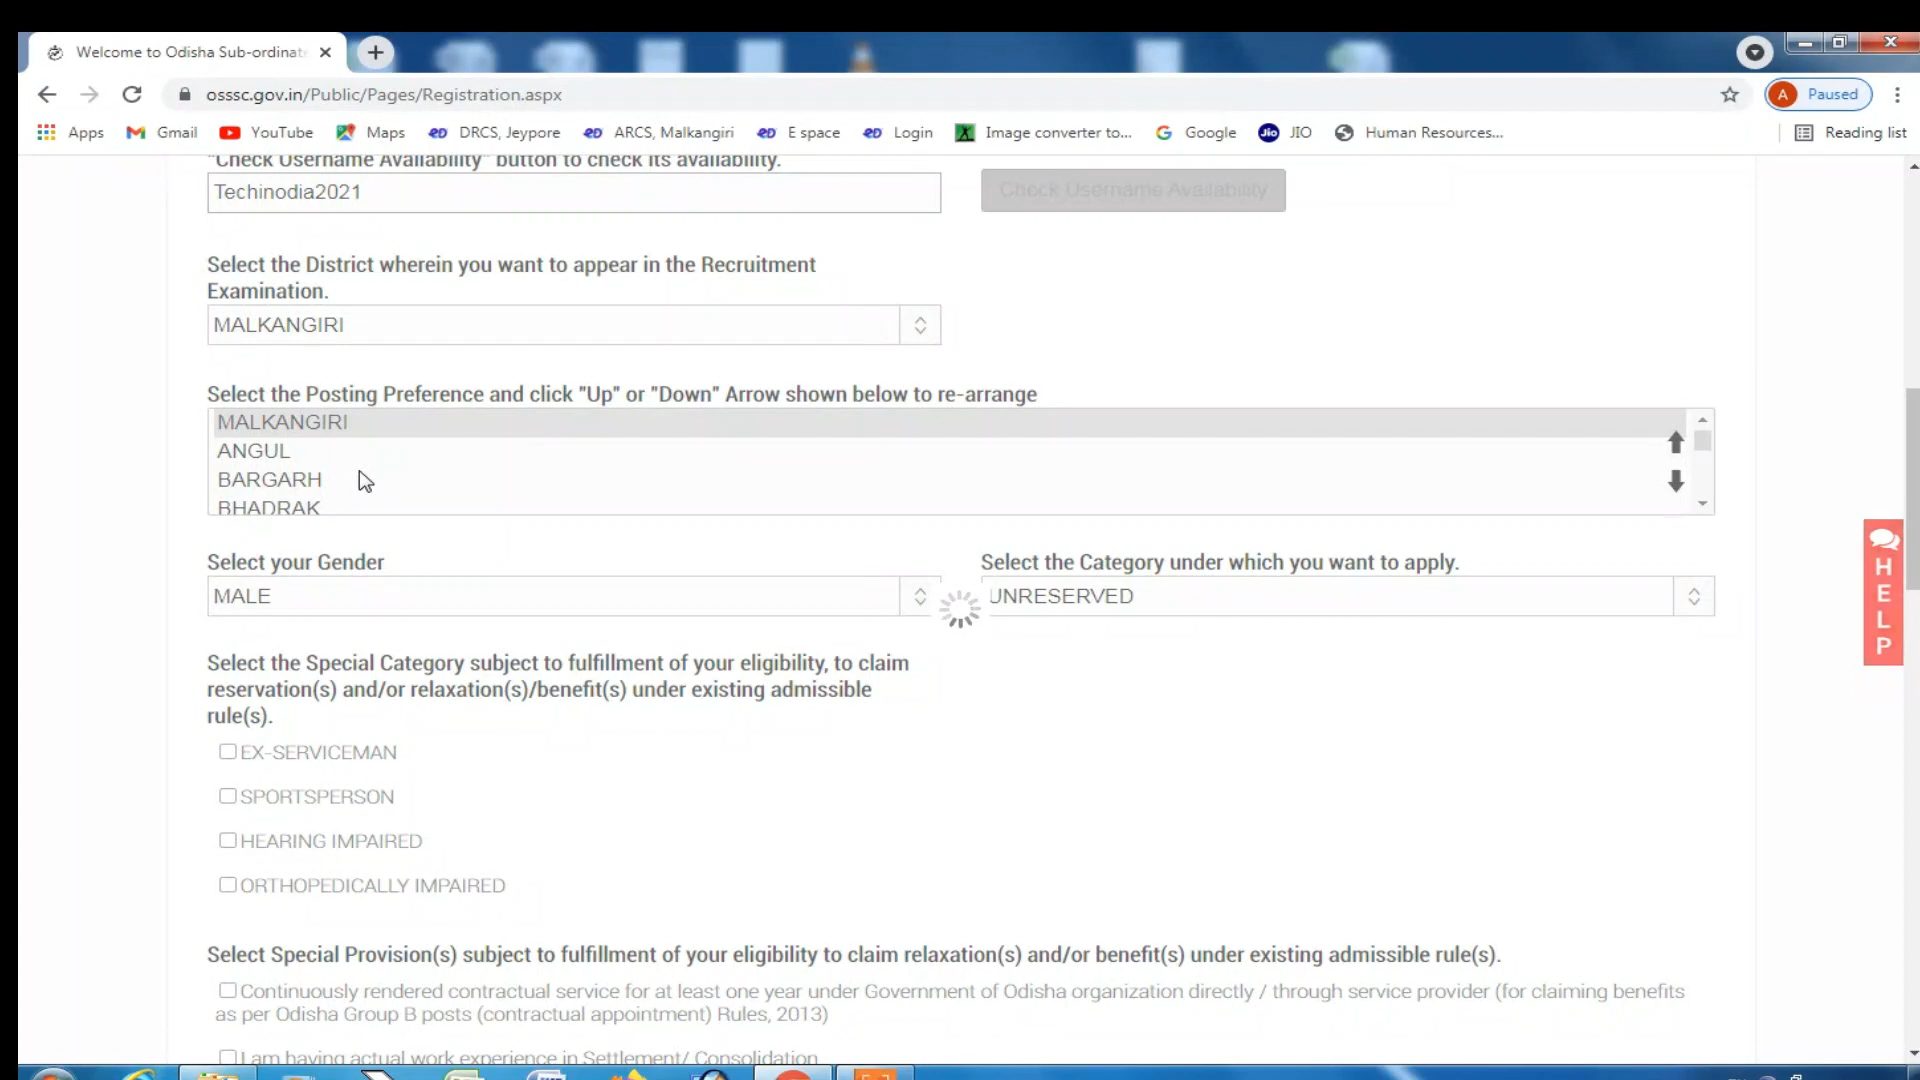 Welcome to Odisha Sub-ordinat
osssc.gov.in/Public/Pages/Registration.aspx
A Paused
Apps Gmail YouTube Maps DRCS, Jeypore ARCS, Malkangiri E space Login Image converter to... Google Jio JIO Human Resources... Reading list
"Check Username Availability" button to check its availability.
Techinodia2021
Check Username Availability
Select the District wherein you want to appear in the Recruitment
Examination.
MALKANGIRI
Select the Posting Preference and click "Up" or "Down" Arrow shown below to re-arrange
MALKANGIRI
ANGUL
BARGARH
BHADRAK
Select your Gender
MALE
Select the Category under which you want to apply.
UNRESERVED
Select the Special Category subject to fulfillment of your eligibility, to claim
reservation(s) and/or relaxation(s)/benefit(s) under existing admissible
rule(s).
EX-SERVICEMAN
SPORTSPERSON
HEARING IMPAIRED
ORTHOPEDICALLY IMPAIRED
Select Special Provision(s) subject to fulfillment of your eligibility to claim relaxation(s) and/or benefit(s) under existing admissible rule(s).
Continuously rendered contractual service for at least one year under Government of Odisha organization directly / through service provider (for claiming benefits
as per Odisha Group B posts (contractual appointment) Rules, 2013)
I am having actual work experience in Settlement/ Consolidation
HELP